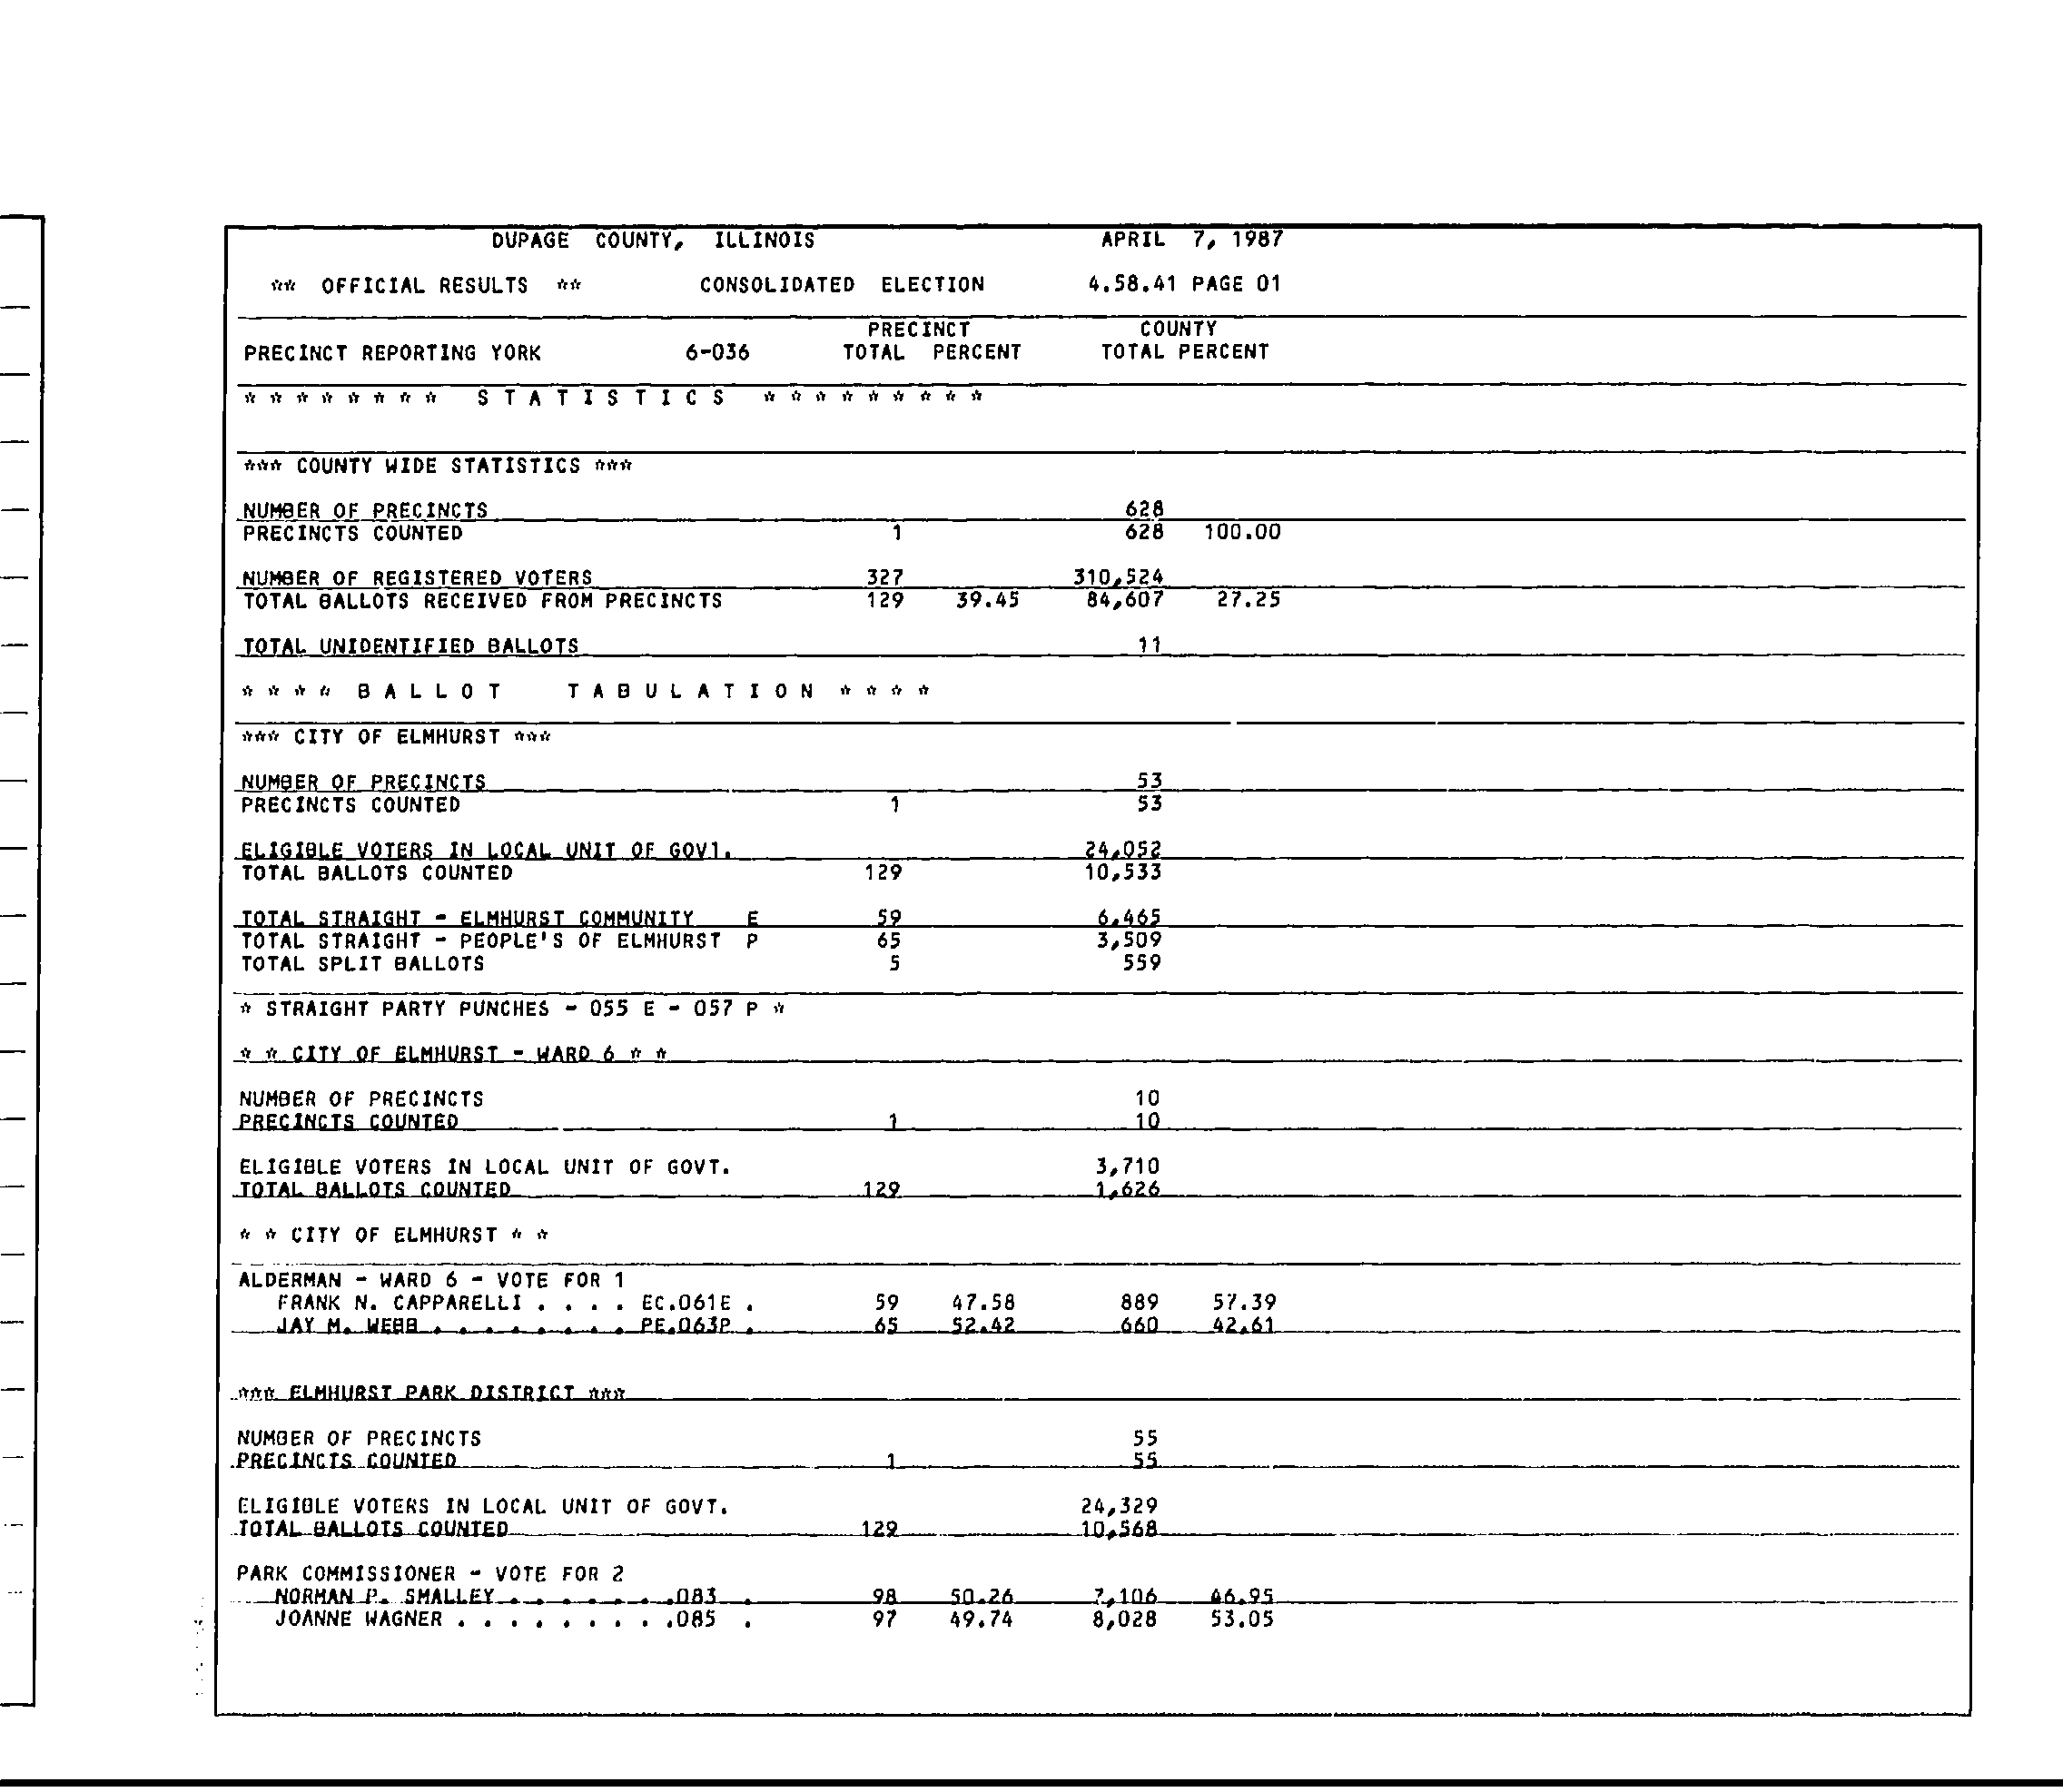 DUPAGE COUNTY, ILLINOIS APRIL 7, 1987
** OFFICIAL RESULTS ** CONSOLIDATED ELECTION 4.58.41 PAGE 01
PRECINCT COUNTY
PRECINCT REPORTING YORK 6-036 TOTAL PERCENT TOTAL PERCENT
* * * * * * * * S T A T I S T I C S * * * * * * * * *
*** COUNTY WIDE STATISTICS ***
NUMBER OF PRECINCTS 628
PRECINCTS COUNTED 1 628 100.00
NUMBER OF REGISTERED VOTERS 327 310,524
TOTAL BALLOTS RECEIVED FROM PRECINCTS 129 39.45 84,607 27.25
TOTAL UNIDENTIFIED BALLOTS 11
* * * * B A L L O T T A B U L A T I O N * * * *
*** CITY OF ELMHURST ***
NUMBER OF PRECINCTS 53
PRECINCTS COUNTED 1 53
ELIGIBLE VOTERS IN LOCAL UNIT OF GOVT. 24,052
TOTAL BALLOTS COUNTED 129 10,533
TOTAL STRAIGHT - ELMHURST COMMUNITY E 59 6,465
TOTAL STRAIGHT - PEOPLE'S OF ELMHURST P 65 3,509
TOTAL SPLIT BALLOTS 5 559
* STRAIGHT PARTY PUNCHES - 055 E - 057 P *
* * CITY OF ELMHURST - WARD 6 * *
NUMBER OF PRECINCTS 10
PRECINCTS COUNTED 1 10
ELIGIBLE VOTERS IN LOCAL UNIT OF GOVT. 3,710
TOTAL BALLOTS COUNTED 129 1,626
* * CITY OF ELMHURST * *
ALDERMAN - WARD 6 - VOTE FOR 1
FRANK N. CAPPARELLI . . . . EC.061E . 59 47.58 889 57.39
JAY M. WEBB . . . . . . . . PE.063P . 65 52.42 660 42.61
*** ELMHURST PARK DISTRICT ***
NUMBER OF PRECINCTS 55
PRECINCTS COUNTED 1 55
ELIGIBLE VOTERS IN LOCAL UNIT OF GOVT. 24,329
TOTAL BALLOTS COUNTED 129 10,568
PARK COMMISSIONER - VOTE FOR 2
NORMAN P. SMALLEY . . . . . . .083 . 98 50.26 7,106 46.95
JOANNE WAGNER . . . . . . . . .085 . 97 49.74 8,028 53.05